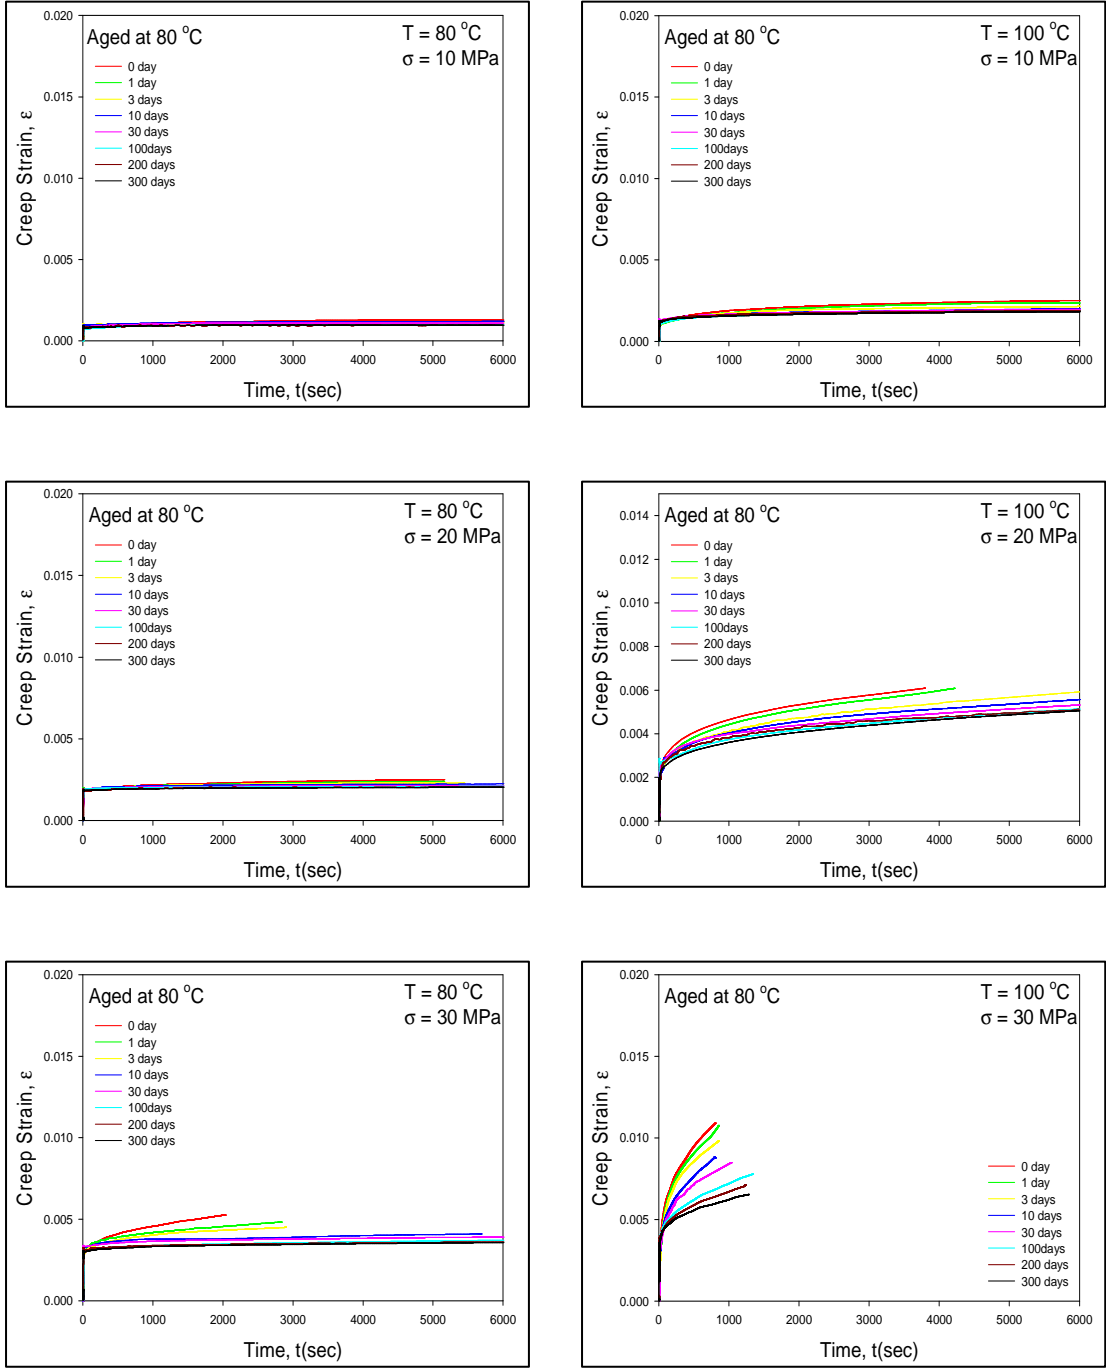 Aged at 80 °C
T = 80 °C
σ = 10 MPa
0 day
1 day
3 days
10 days
30 days
100days
200 days
300 days
0.020
0.015
0.010
0.005
0.000
Creep Strain, ε
0 1000 2000 3000 4000 5000 6000
Time, t(sec)
Aged at 80 °C
T = 100 °C
σ = 10 MPa
0 day
1 day
3 days
10 days
30 days
100days
200 days
300 days
0.020
0.015
0.010
0.005
0.000
Creep Strain, ε
0 1000 2000 3000 4000 5000 6000
Time, t(sec)
Aged at 80 °C
T = 80 °C
σ = 20 MPa
0 day
1 day
3 days
10 days
30 days
100days
200 days
300 days
0.020
0.015
0.010
0.005
0.000
Creep Strain, ε
0 1000 2000 3000 4000 5000 6000
Time, t(sec)
Aged at 80 °C
T = 100 °C
σ = 20 MPa
0 day
1 day
3 days
10 days
30 days
100days
200 days
300 days
0.014
0.012
0.010
0.008
0.006
0.004
0.002
0.000
Creep Strain, ε
0 1000 2000 3000 4000 5000 6000
Time, t(sec)
Aged at 80 °C
T = 80 °C
σ = 30 MPa
0 day
1 day
3 days
10 days
30 days
100days
200 days
300 days
0.020
0.015
0.010
0.005
0.000
Creep Strain, ε
0 1000 2000 3000 4000 5000 6000
Time, t(sec)
Aged at 80 °C
T = 100 °C
σ = 30 MPa
0 day
1 day
3 days
10 days
30 days
100days
200 days
300 days
0.020
0.015
0.010
0.005
0.000
Creep Strain, ε
0 1000 2000 3000 4000 5000 6000
Time, t(sec)